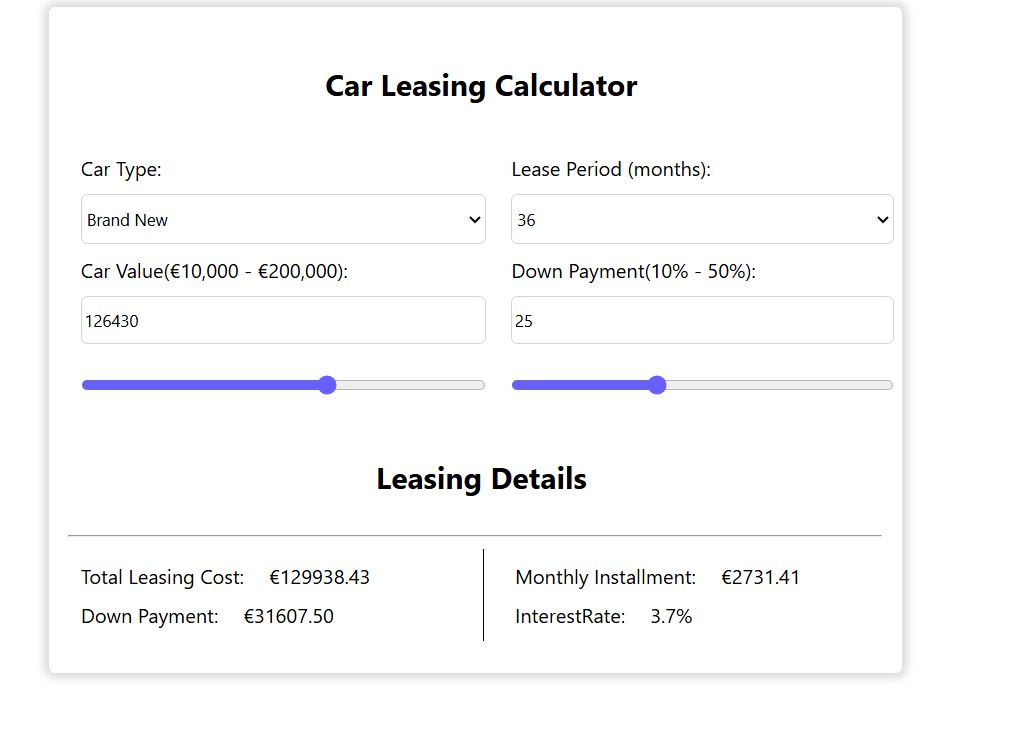 Car Leasing Calculator
Car Type:
Lease Period (months):
Brand New
36
Car Value(€10,000 - €200,000):
Down Payment(10% - 50%):
126430
25
Leasing Details
Total Leasing Cost: €129938.43
Monthly Installment: €2731.41
Down Payment: €31607.50
InterestRate: 3.7%